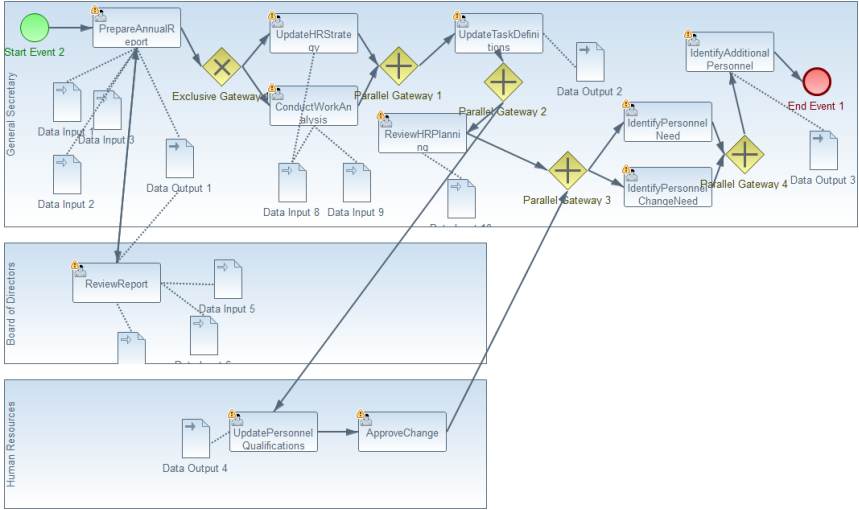 General Secretary
Start Event 2
PrepareAnnualR
eport
Data Input 1
Data Input 3
Data Input 2
Data Output 1
Exclusive Gateway
UpdateHRStrate
gy
ConductWorkAn
alysis
Data Input 8
Data Input 9
Parallel Gateway 1
UpdateTaskDefini
tions
Data Output 2
Parallel Gateway 2
ReviewHRPlanni
ng
Data Input 10
Parallel Gateway 3
IdentifyPersonnel
Need
IdentifyPersonnel
ChangeNeed
Parallel Gateway 4
IdentifyAdditional
Personnel
End Event 1
Data Output 3
Board of Directors
ReviewReport
Data Input 5
Human Resources
Data Output 4
UpdatePersonnel
Qualifications
ApproveChange